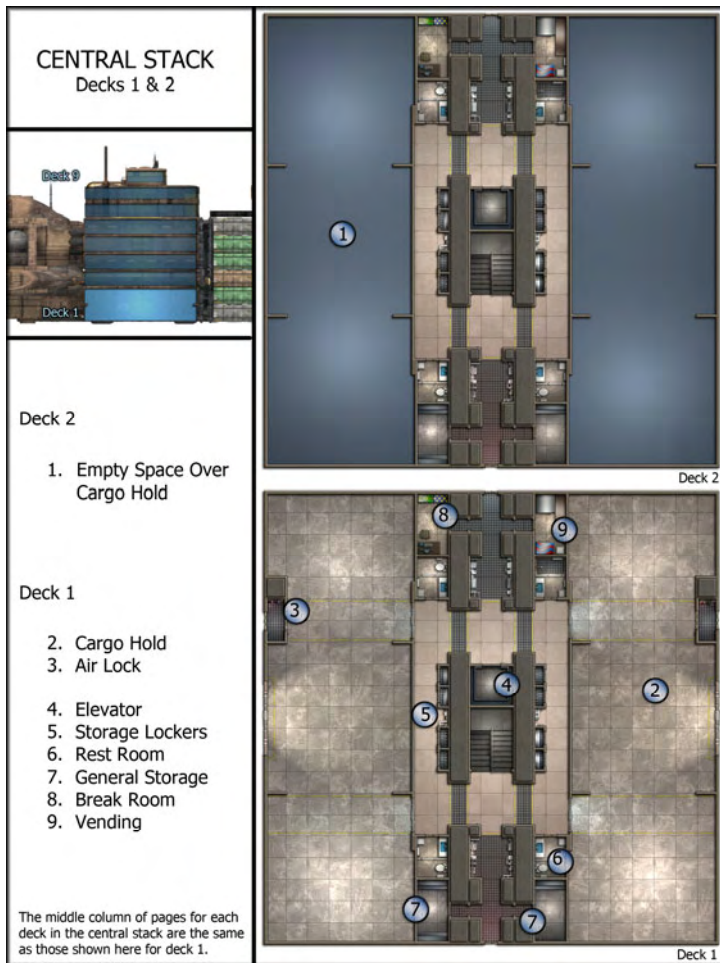 CENTRAL STACK
Decks 1 & 2
Deck 9
Deck 1
Deck 2
1. Empty Space Over
Cargo Hold
Deck 1
2. Cargo Hold
3. Air Lock
4. Elevator
5. Storage Lockers
6. Rest Room
7. General Storage
8. Break Room
9. Vending
The middle column of pages for each
deck in the central stack are the same
as those shown here for deck 1.
1
Deck 2
8
9
3
4
2
5
6
7
7
Deck 1